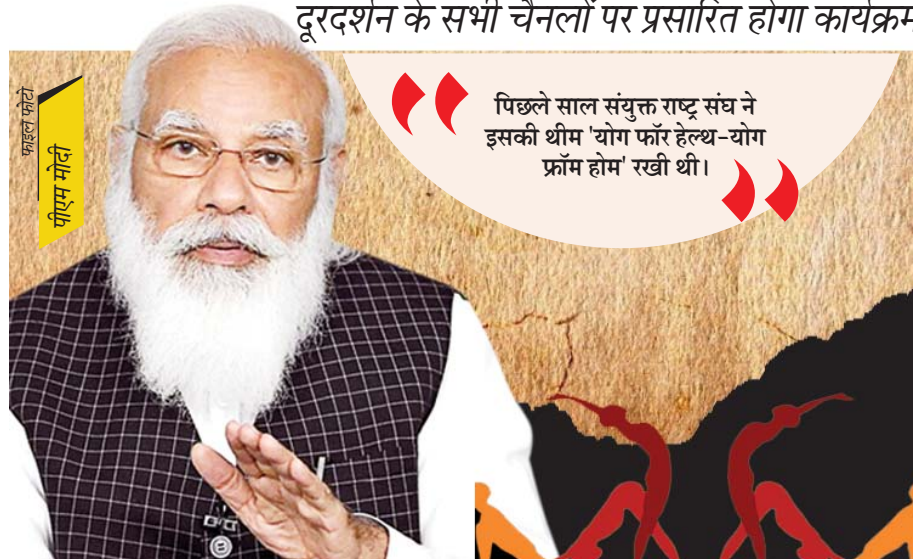 दूरदर्शन के सभी चैनलों पर प्रसारित होगा कार्यक्रम
फाइल फोटो
पीएम मोदी
पिछले साल संयुक्त राष्ट्र संघ ने
इसकी थीम 'योग फॉर हेल्थ-योग
फ्रॉम होम' रखी थी।